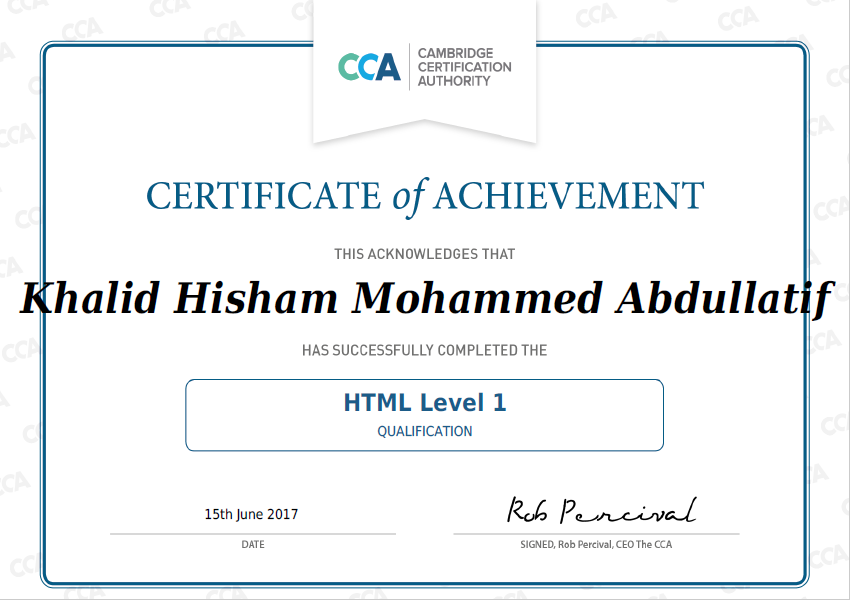 CCA
CAMBRIDGE
CERTIFICATION
AUTHORITY
CERTIFICATE of ACHIEVEMENT
THIS ACKNOWLEDGES THAT
Khalid Hisham Mohammed Abdullatif
HAS SUCCESSFULLY COMPLETED THE
HTML Level 1
QUALIFICATION
15th June 2017
Rob Percival
DATE
SIGNED, Rob Percival, CEO The CCA